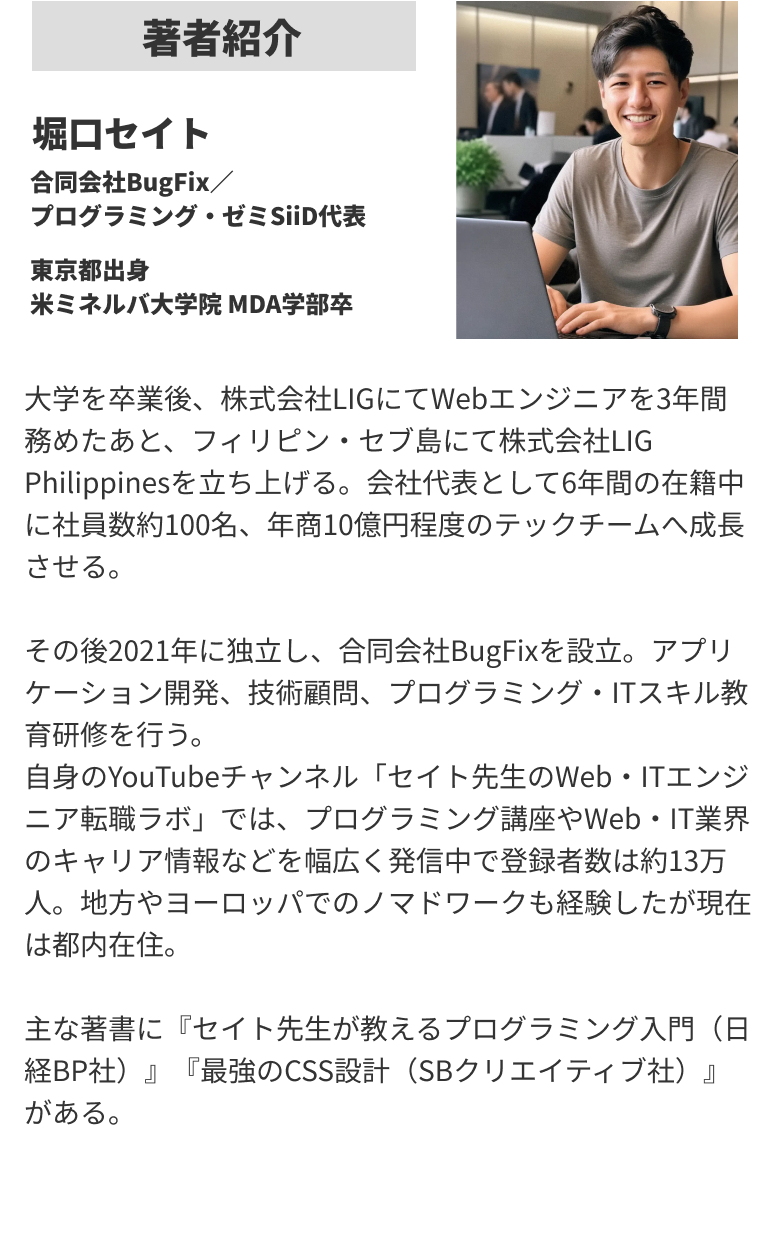 著者紹介
堀口セイト
合同会社BugFix／
プログラミング・ゼミSiiD代表
東京都出身
米ミネルバ大学院 MDA学部卒
大学を卒業後、株式会社LIGにてWebエンジニアを3年間
務めたあと、フィリピン・セブ島にて株式会社LIG
Philippinesを立ち上げる。会社代表として6年間の在籍中
に社員数約100名、年商10億円程度のテックチームへ成長
させる。
その後2021年に独立し、合同会社BugFixを設立。アプリ
ケーション開発、技術顧問、プログラミング・ITスキル教
育研修を行う。
自身のYouTubeチャンネル「セイト先生のWeb・ITエンジ
ニア転職ラボ」では、プログラミング講座やWeb・IT業界
のキャリア情報などを幅広く発信中で登録者数は約13万
人。地方やヨーロッパでのノマドワークも経験したが現在
は都内在住。
主な著書に『セイト先生が教えるプログラミング入門（日
経BP社）』『最強のCSS設計（SBクリエイティブ社）』
がある。